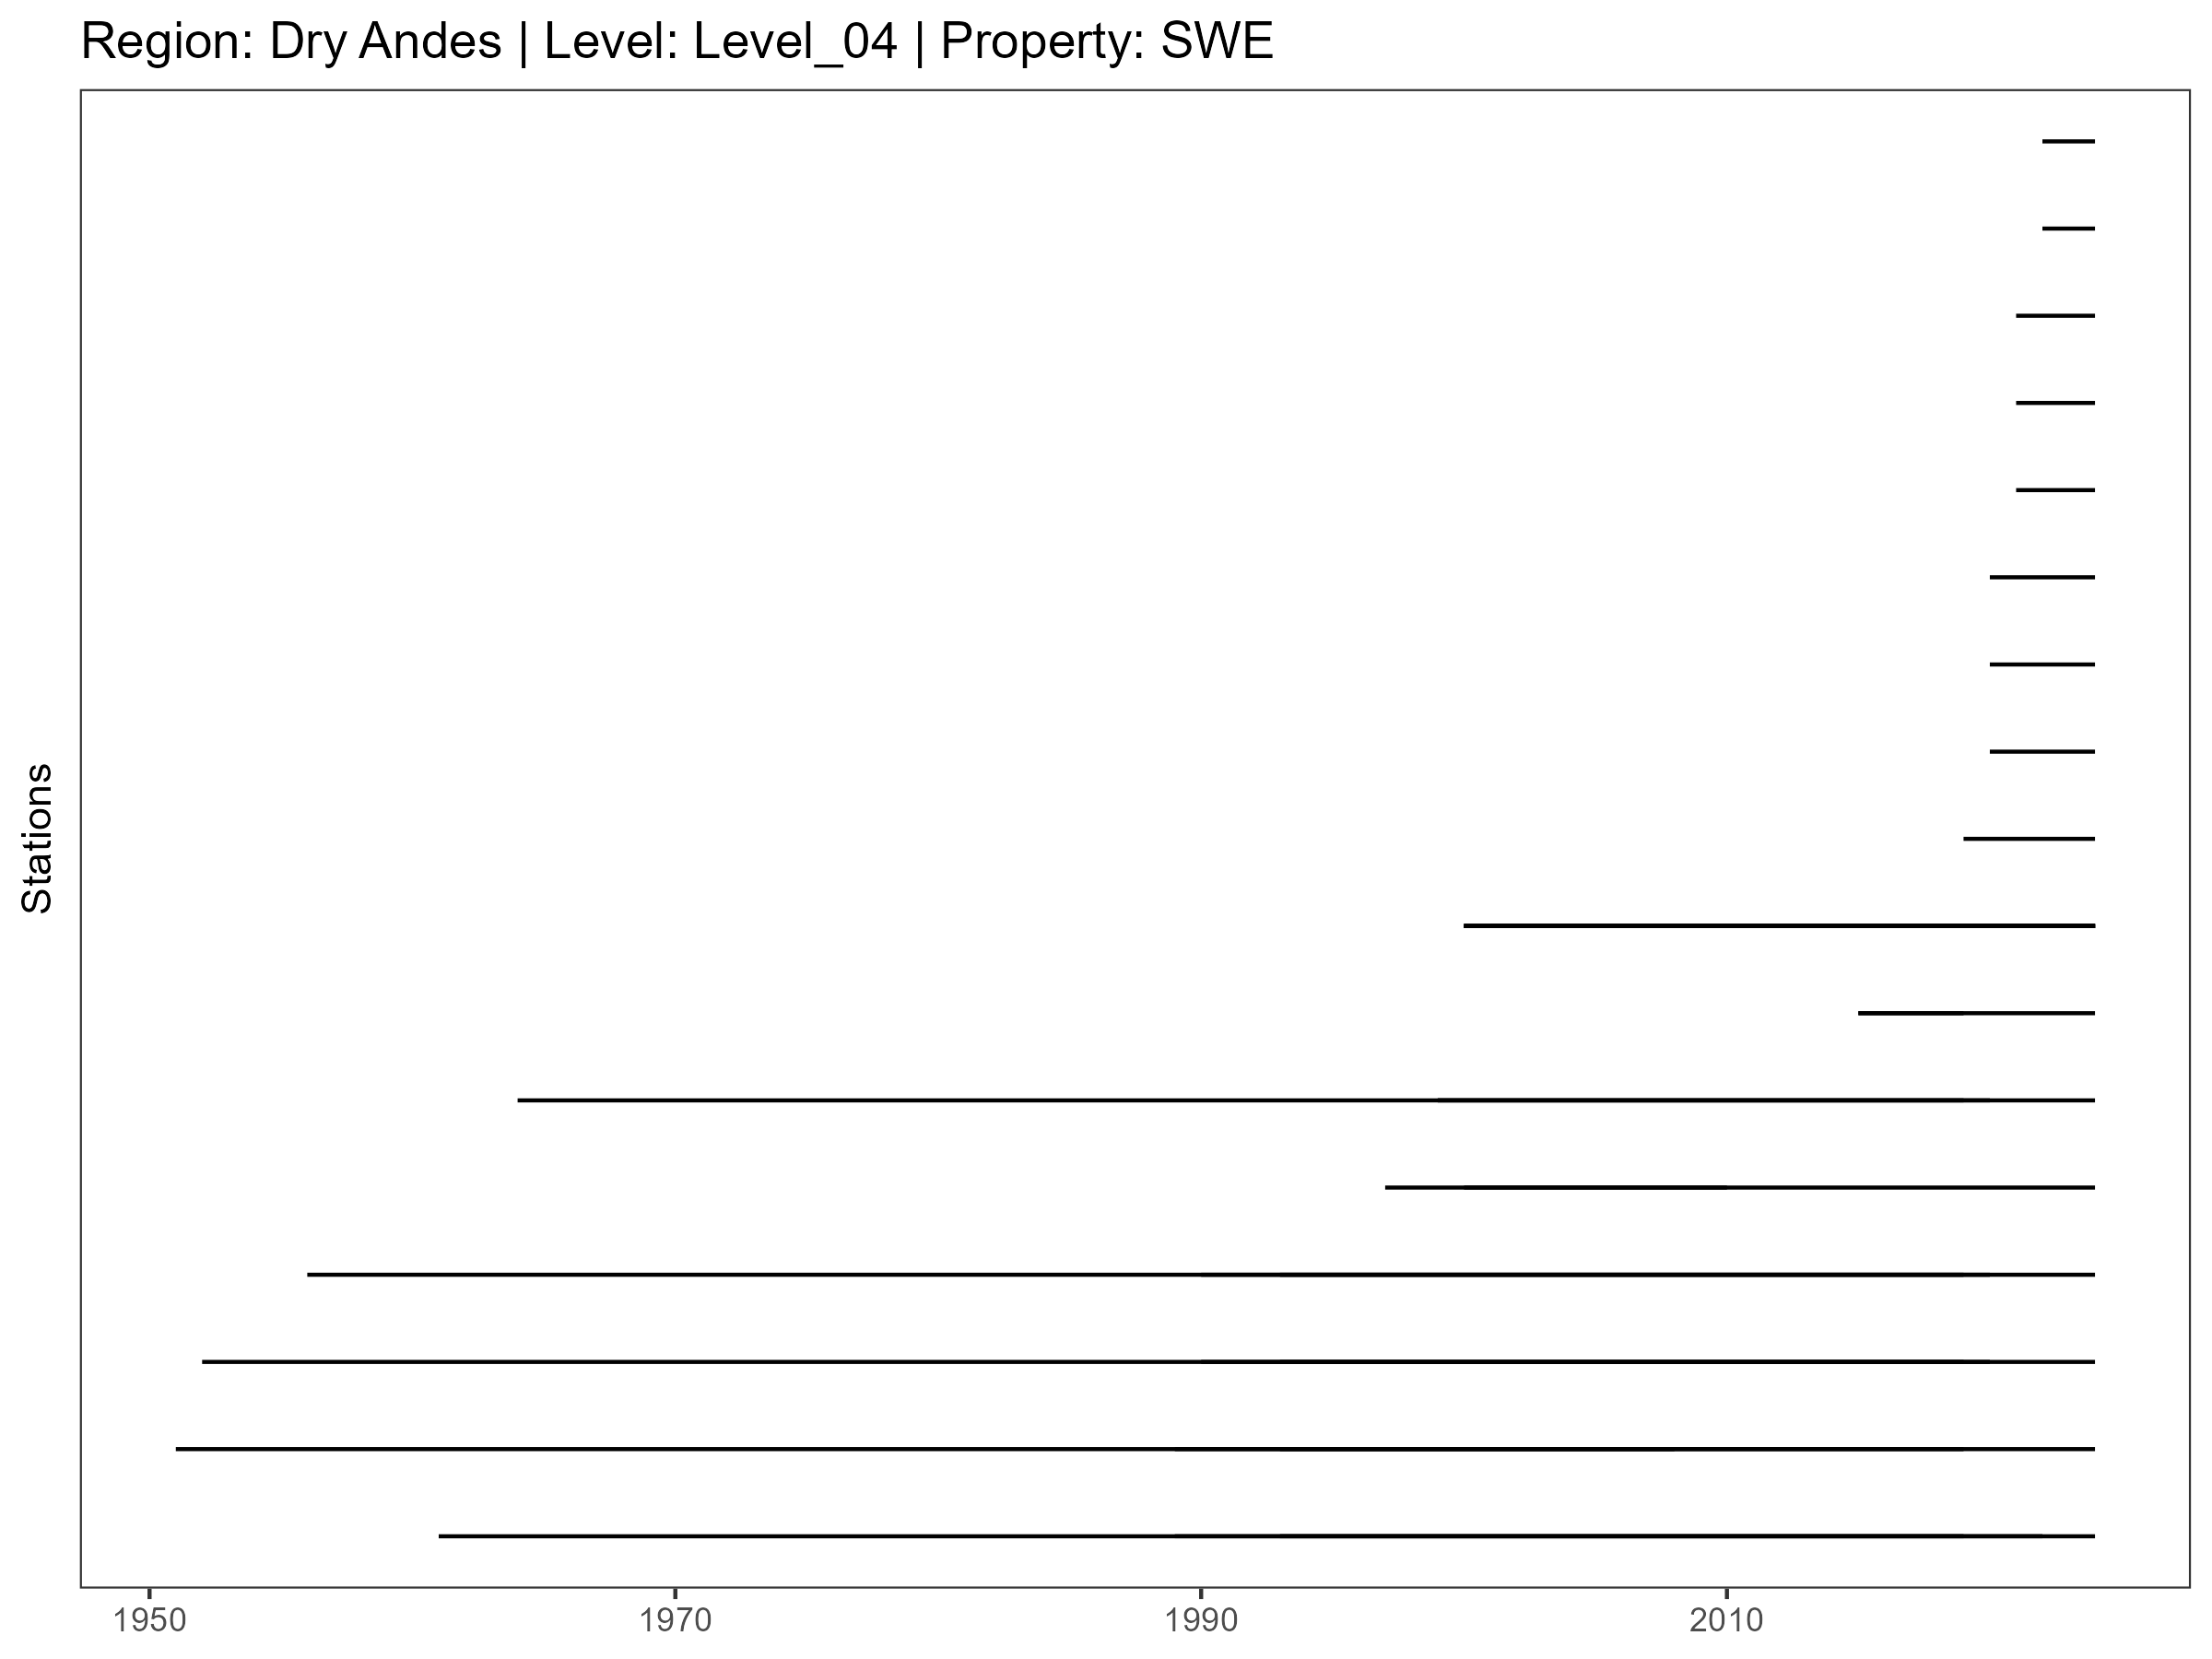 Region: Dry Andes | Level: Level_04 | Property: SWE
Stations
1950
1970
1990
2010